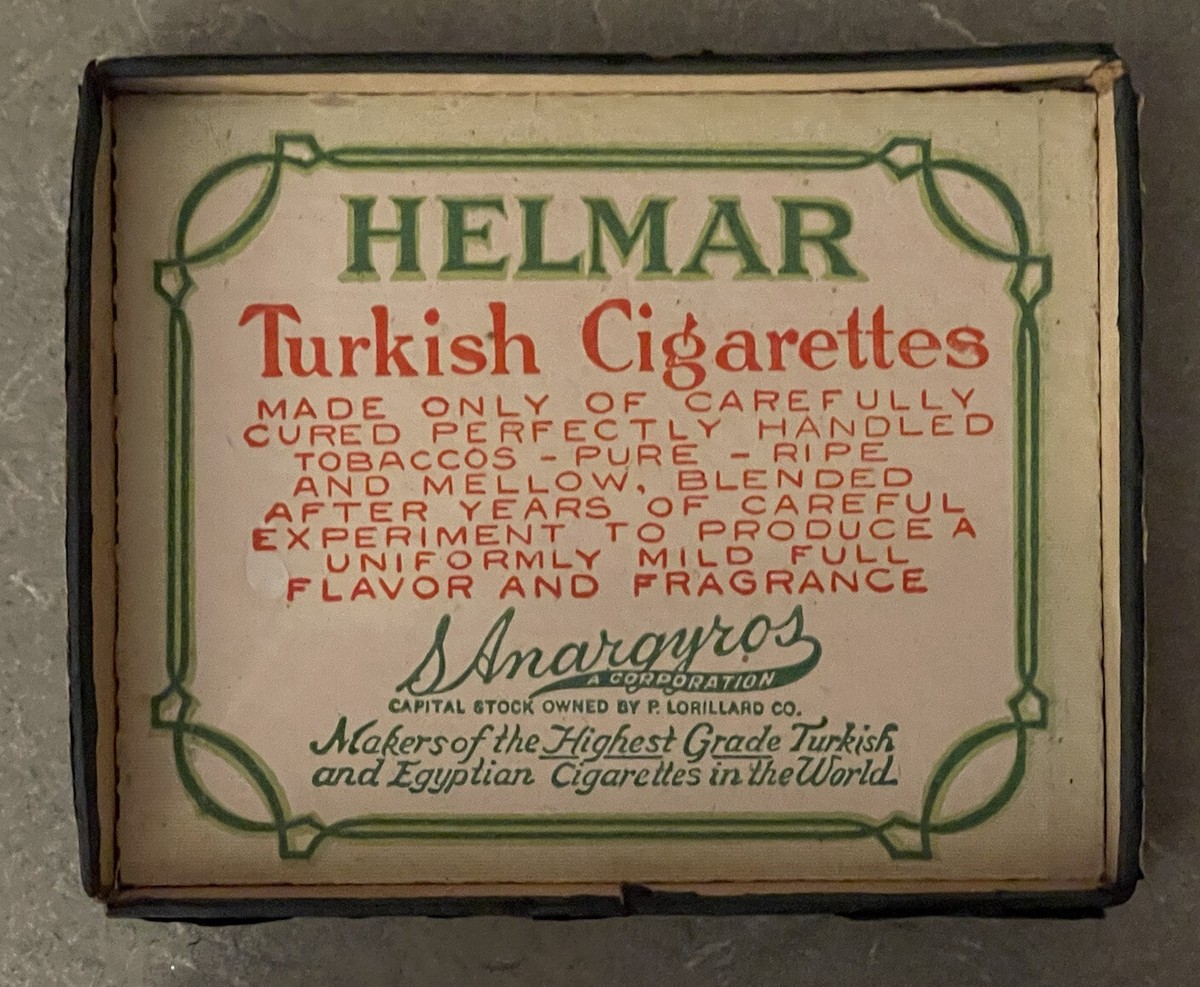 HELMAR
Turkish Cigarettes
MADE ONLY OF CAREFULLY
CURED PERFECTLY HANDLED
TOBACCOS - PURE - RIPE
AND MELLOW, BLENDED
AFTER YEARS OF CAREFUL
EXPERIMENT TO PRODUCE A
UNIFORMLY MILD FULL
FLAVOR AND FRAGRANCE
S Anargyros
A CORPORATION
CAPITAL STOCK OWNED BY P. LORILLARD CO.
Makers of the Highest Grade Turkish
and Egyptian Cigarettes in the World